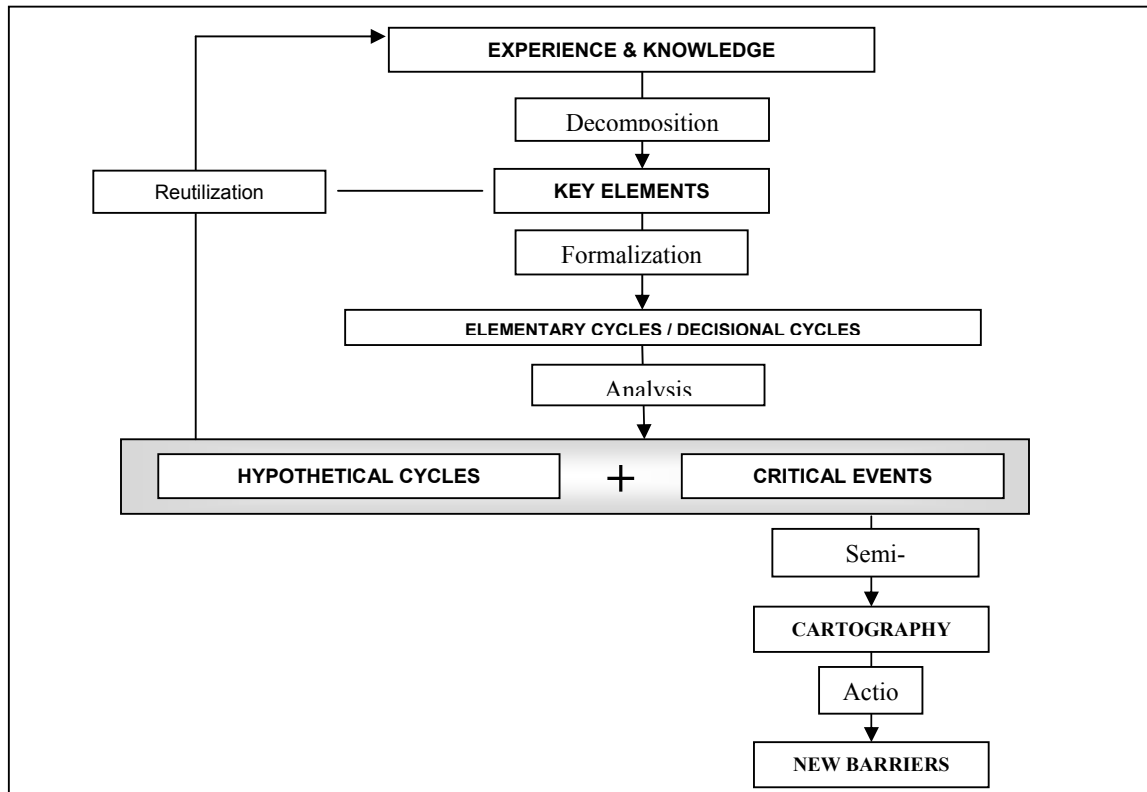 EXPERIENCE & KNOWLEDGE
Decomposition
Reutilization
KEY ELEMENTS
Formalization
ELEMENTARY CYCLES / DECISIONAL CYCLES
Analysis
HYPOTHETICAL CYCLES + CRITICAL EVENTS
Semi-
CARTOGRAPHY
Actio
NEW BARRIERS